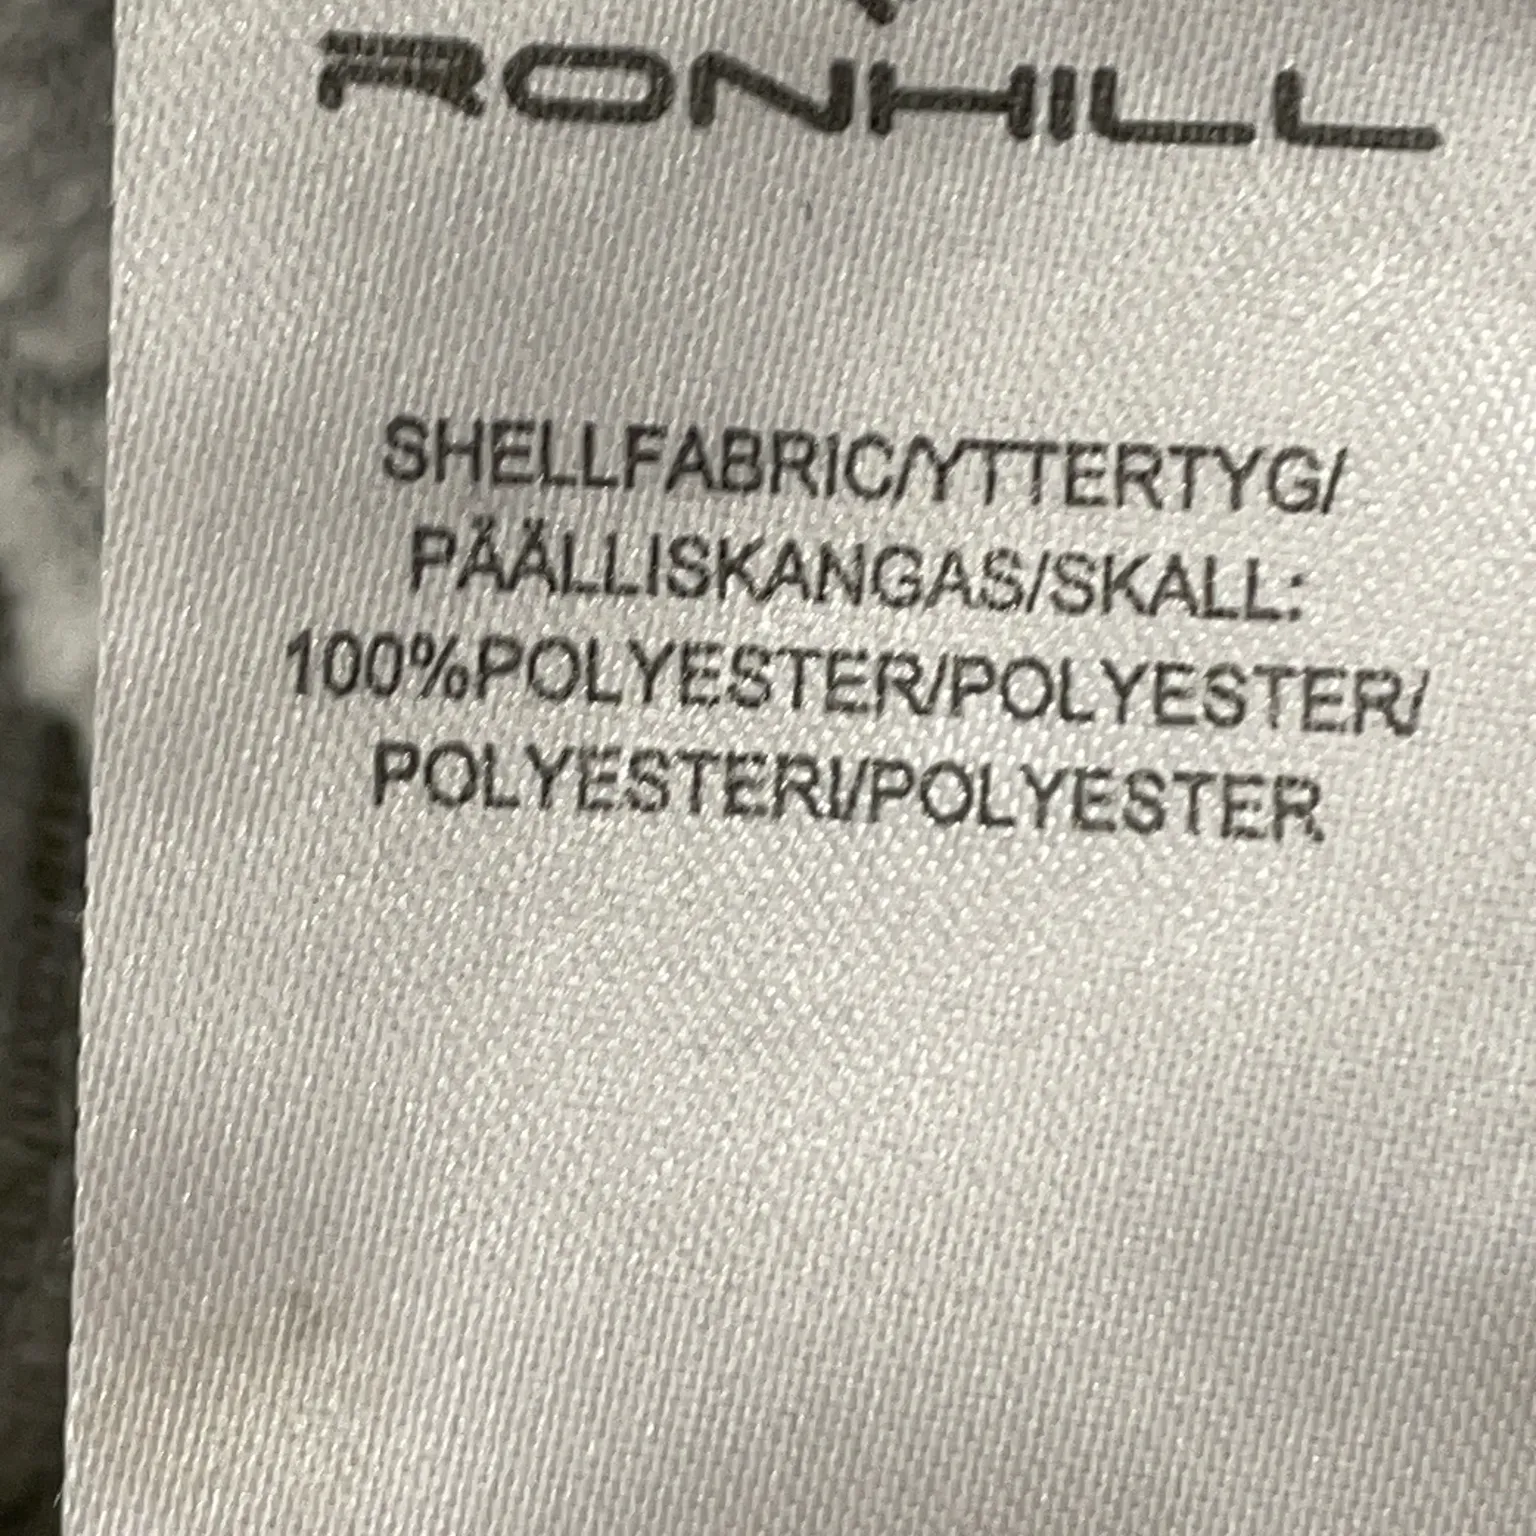 RONHILL
SHELLFABRIC/YTTERTYG/
PÄÄLLISKANGAS/SKALL:
100%POLYESTER/POLYESTER/
POLYESTERI/POLYESTER